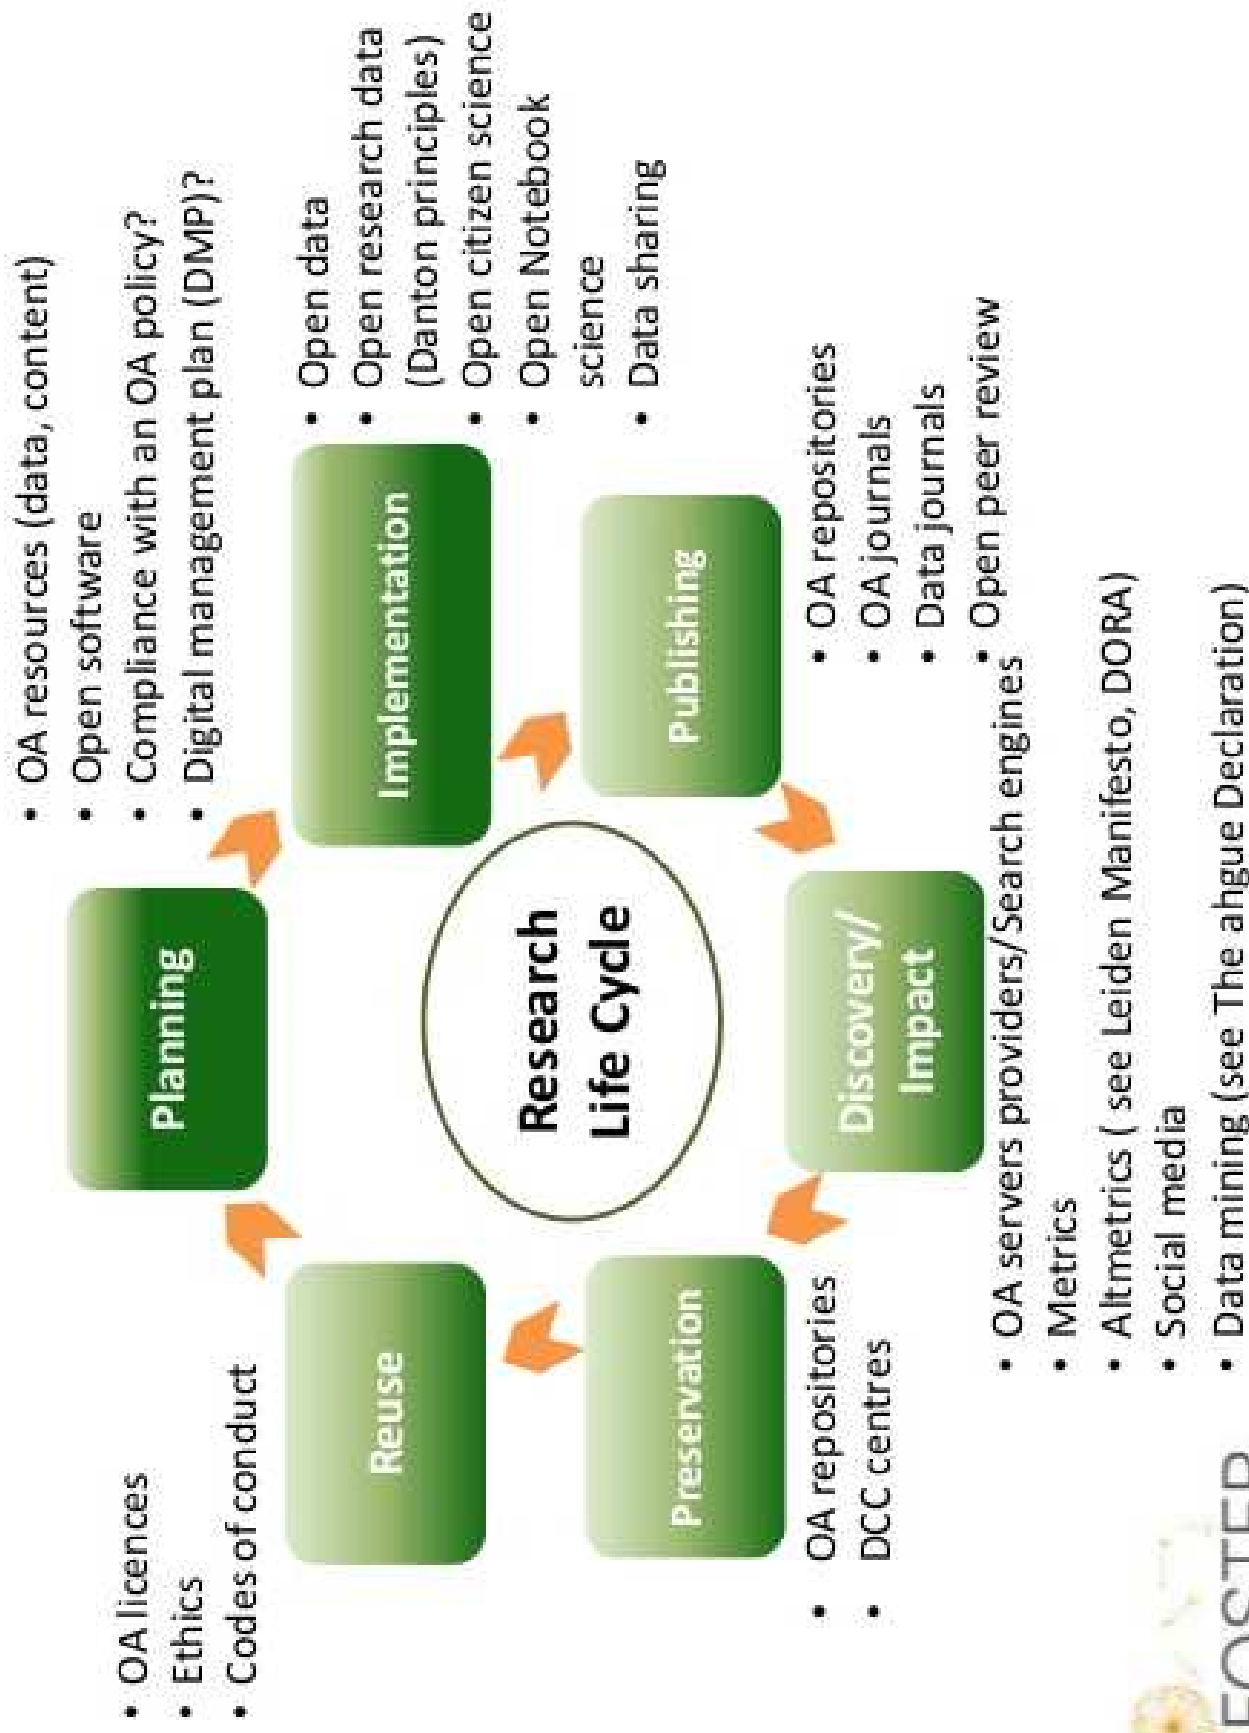 • OA resources (data, content)
• Open software
• Compliance with an OA policy?
• Digital management plan (DMP)?
Planning
Implementation
• Open data
• Open research data
(Danton principles)
• Open citizen science
• Open Notebook
science
• Data sharing
Publishing
• OA repositories
• OA journals
• Data journals
• Open peer review
Discovery/
Impact
• OA servers providers/Search engines
• Metrics
• Altmetrics ( see Leiden Manifesto, DORA)
• Social media
• Data mining (see The ahgue Declaration)
Preservation
• OA repositories
• DCC centres
Reuse
• OA licences
• Ethics
• Codes of conduct
Research
Life Cycle
FOSTER